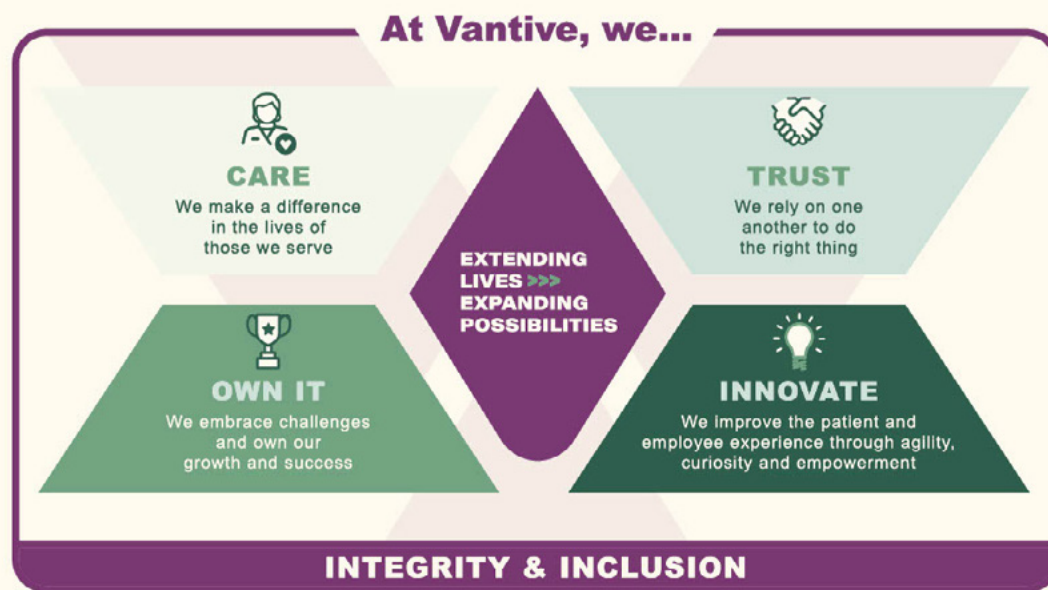 At Vantive, we...
CARE
We make a difference
in the lives of
those we serve
TRUST
We rely on one
another to do
the right thing
EXTENDING
LIVES >>>
EXPANDING
POSSIBILITIES
OWN IT
We embrace challenges
and own our
growth and success
INNOVATE
We improve the patient and
employee experience through agility,
curiosity and empowerment
INTEGRITY & INCLUSION